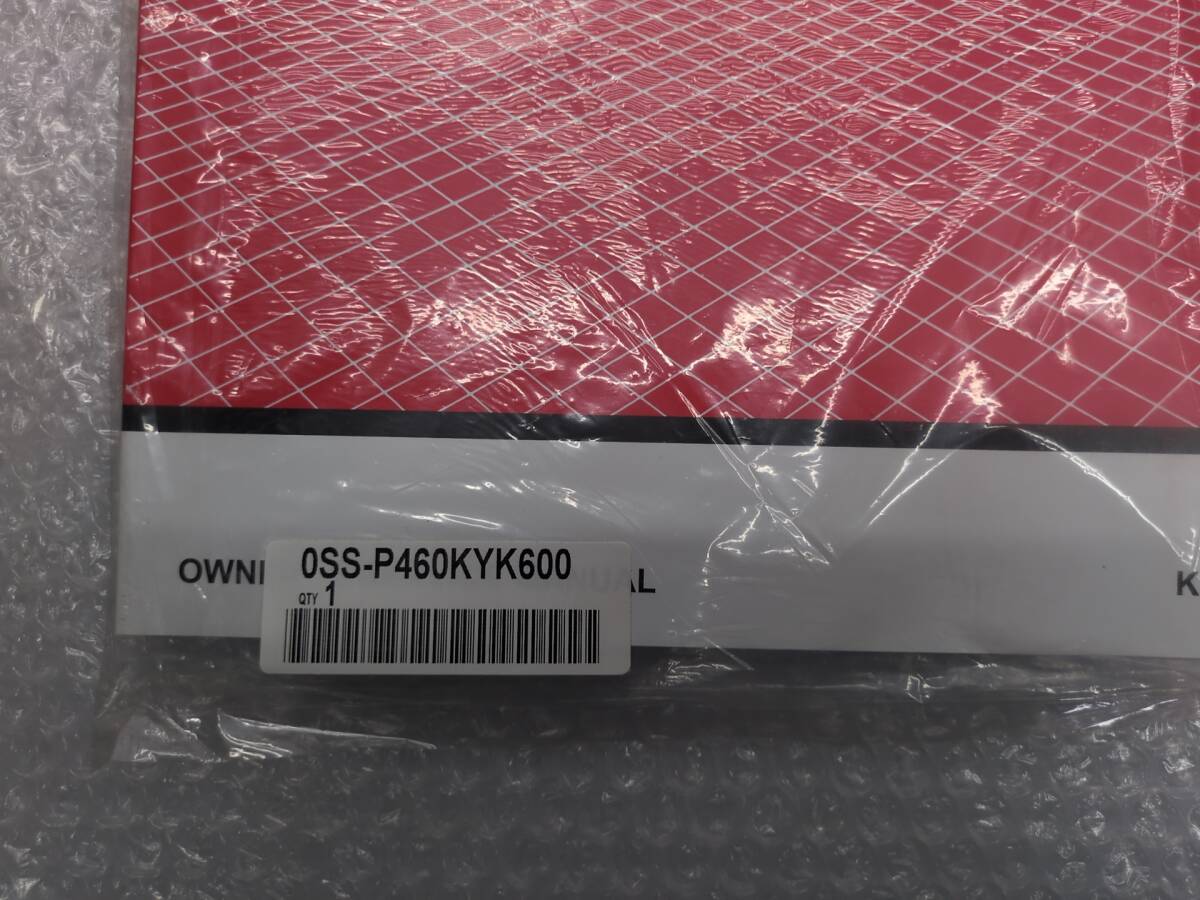 0SS-P460KYK600
QTY 1
OWN
UAL
K